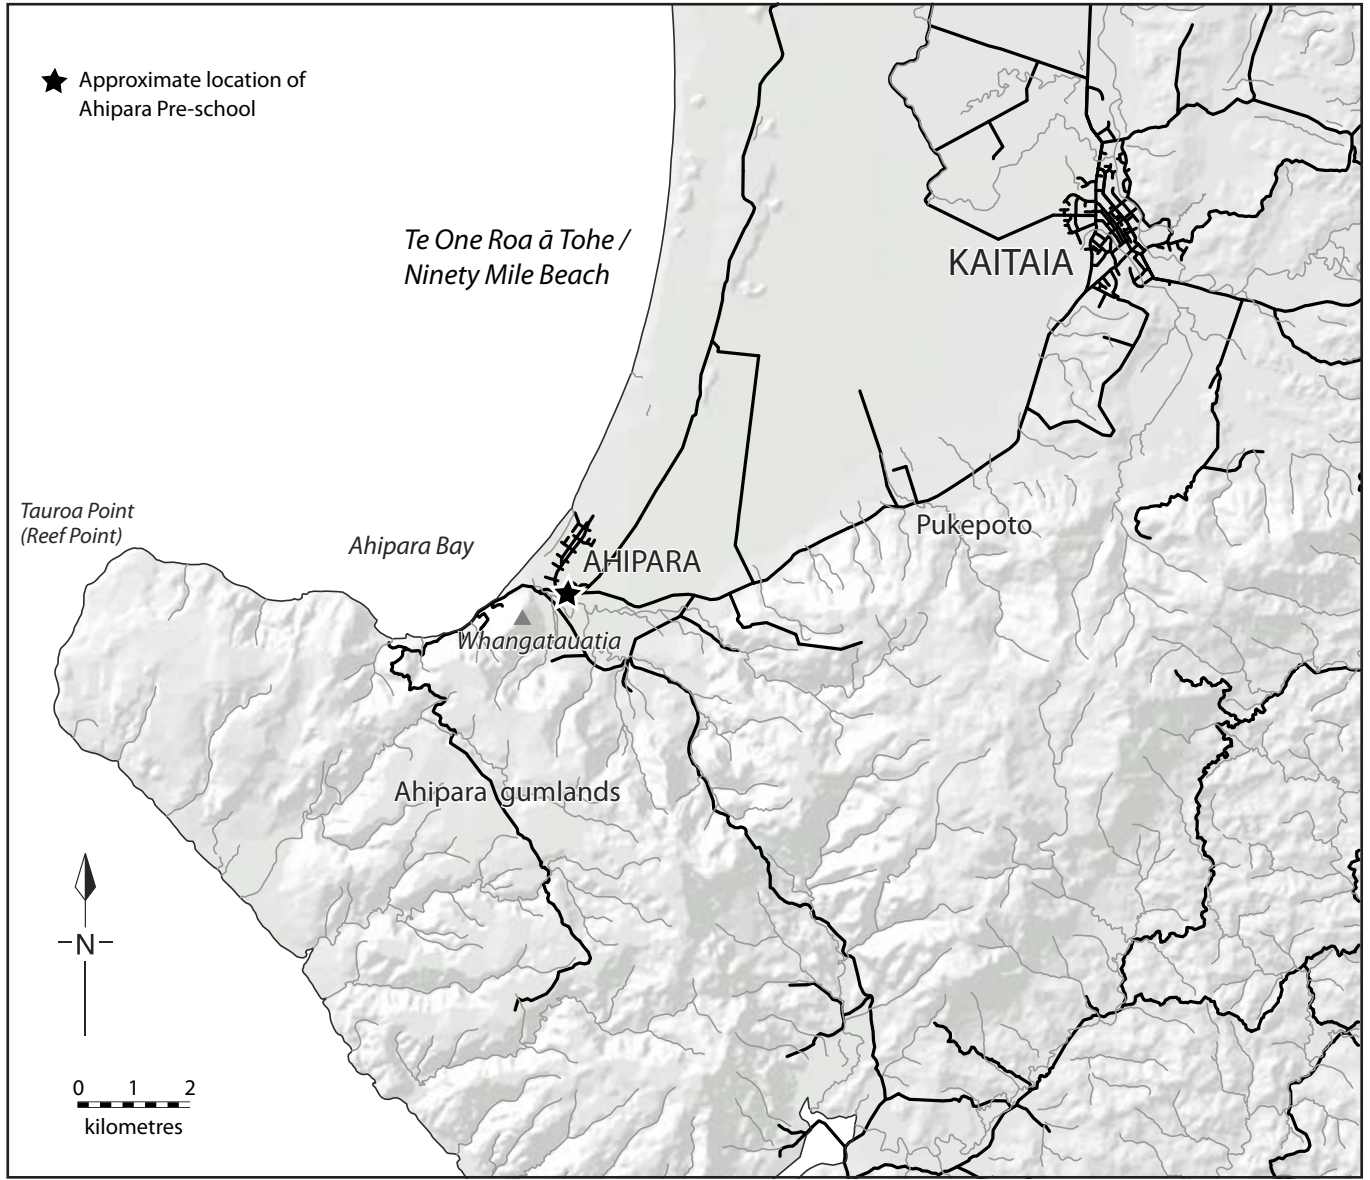 Approximate location of
Ahipara Pre-school
Te One Roa ā Tohe /
Ninety Mile Beach
KAITAIA
Tauroa Point
(Reef Point)
Ahipara Bay
Pukepoto
AHIPARA
Whangatauatia
Ahipara gumlands
N
0 1 2
kilometres